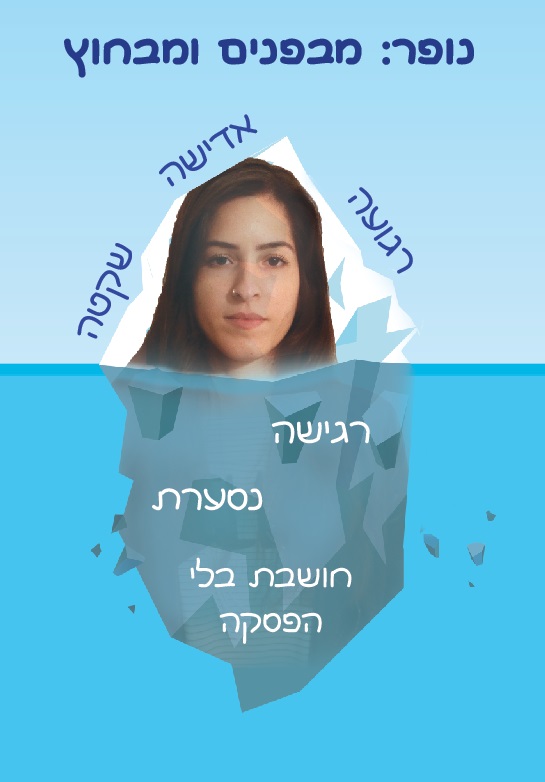 נופר: מבפנים ומבחוץ
אדישה
רגועה
שקטה
רגישה
נסערת
חושבת בלי
הפסקה